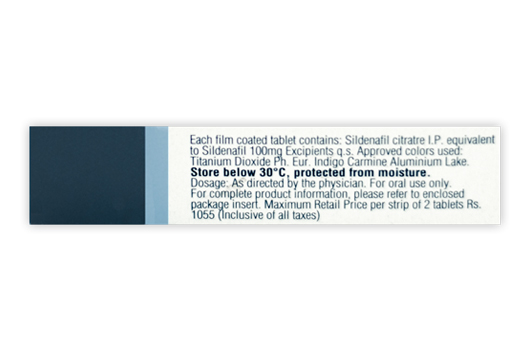 Each film coated tablet contains: Sildenafil citratre I.P. equivalent
to Sildenafil 100mg Excipients q.s. Approved colors used:
Titanium Dioxide Ph. Eur. Indigo Carmine Aluminium Lake.
Store below 30°C, protected from moisture.
Dosage: As directed by the physician. For oral use only.
For complete product information, please refer to enclosed
package insert. Maximum Retail Price per strip of 2 tablets Rs.
1055 (Inclusive of all taxes)